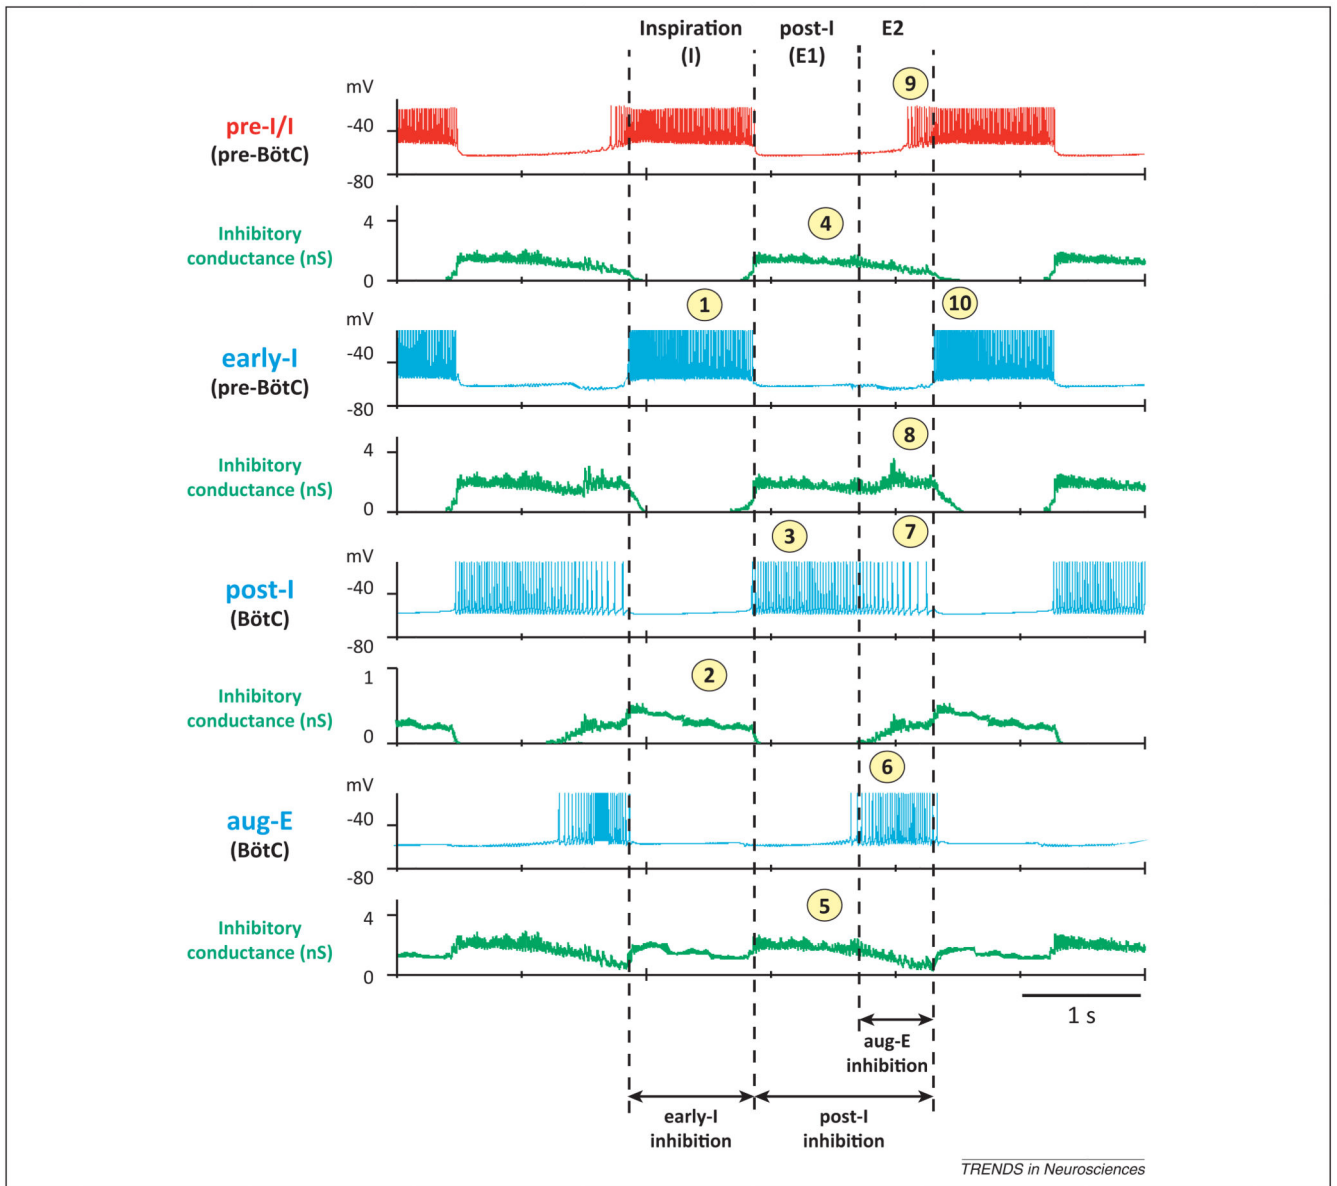 Inspiration
(I)
post-I
(E1)
E2
9
mV
pre-I/I
(pre-BötC)
-40
-80
4
Inhibitory
conductance (nS)
4
0
1
10
mV
early-I
(pre-BötC)
-40
-80
8
Inhibitory
conductance (nS)
4
0
3
7
mV
post-I
(BötC)
-40
-80
2
Inhibitory
conductance (nS)
1
0
6
mV
aug-E
(BötC)
-40
-80
5
Inhibitory
conductance (nS)
4
0
1 s
aug-E
inhibition
early-I
inhibition
post-I
inhibition
TRENDS in Neurosciences